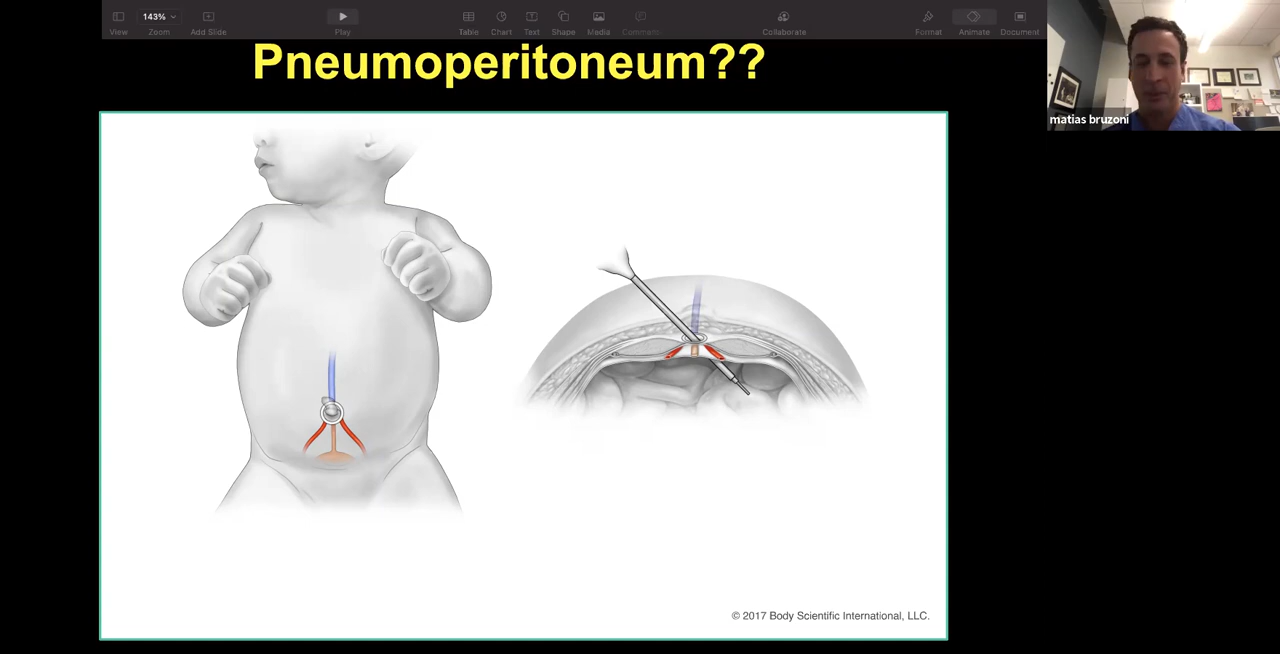 143%
View
Zoom
Add Slide
Play
Table
Chart
Text
Shape
Media
Comment
Collaborate
Format
Animate
Document
Pneumoperitoneum??
matias bruzoni
© 2017 Body Scientific International, LLC.